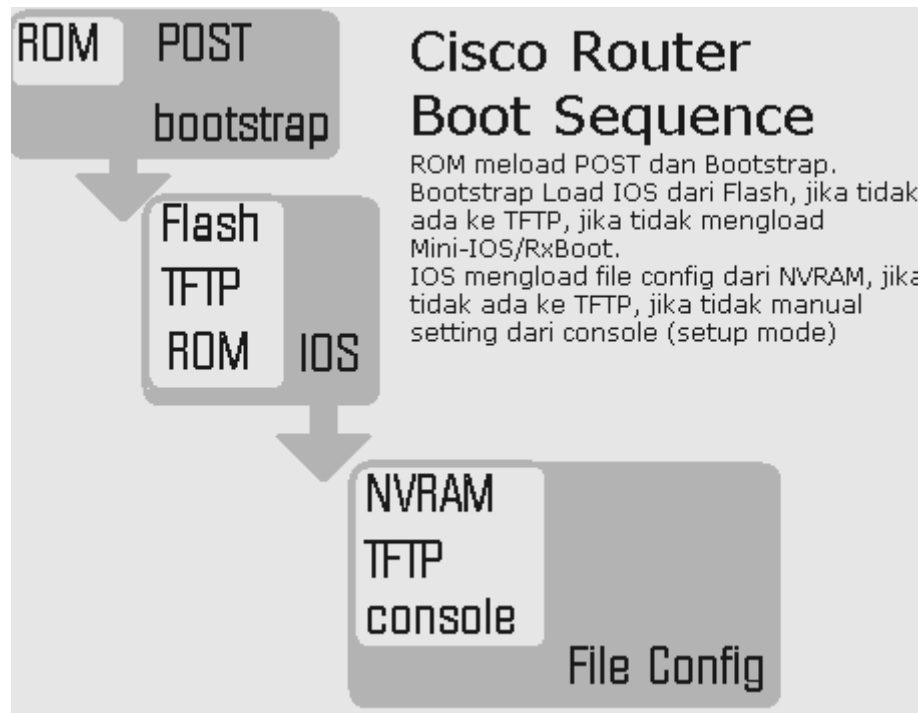 ROM POST
bootstrap
Cisco Router
Boot Sequence
ROM meload POST dan Bootstrap.
Bootstrap Load IOS dari Flash, jika tidak
ada ke TFTP, jika tidak mengload
Mini-IOS/RxBoot.
IOS mengload file config dari NVRAM, jika
tidak ada ke TFTP, jika tidak manual
setting dari console (setup mode)
Flash
TFTP
ROM IOS
NVRAM
TFTP
console
File Config